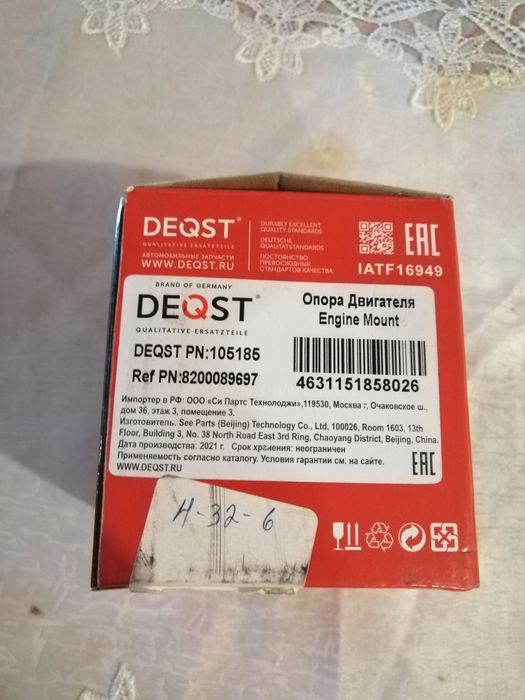 DEQST®
QUALITATIVE ERSATZTEILE
АВТОМОБИЛЬНЫЕ ЗАПЧАСТИ
WWW.DEQST.RU
DURABLY EXCELLENT
QUALITY STANDARDS
DEUTSCHE
QUALITATSTANDARDS
ПОСТОЯНСТВО
ПРЕВОСХОДНЫХ
СТАНДАРТОВ КАЧЕСТВА
EAC
IATF16949
BRAND OF GERMANY
DEQST®
QUALITATIVE ERSATZTEILE
Опора Двигателя
Engine Mount
DEQST PN:105185
Ref PN:8200089697
4631151858026
Импортер в РФ: ООО «Си Партс Технолоджи»,119530, Москва г, Очаковское ш.,
дом 36, этаж 3, помещение 3.
Изготовитель: See Parts (Beijing) Technology Co., Ltd, 100026, Room 1603, 13th
Floor, Building 3, No. 38 North Road East 3rd Ring, Chaoyang District, Beijing, China.
Дата производства: 2021 г. Срок хранения: неограничен
Применяемость согласно каталогу. Условия гарантии см. на сайте.
WWW.DEQST.RU
EAC
H-32-6